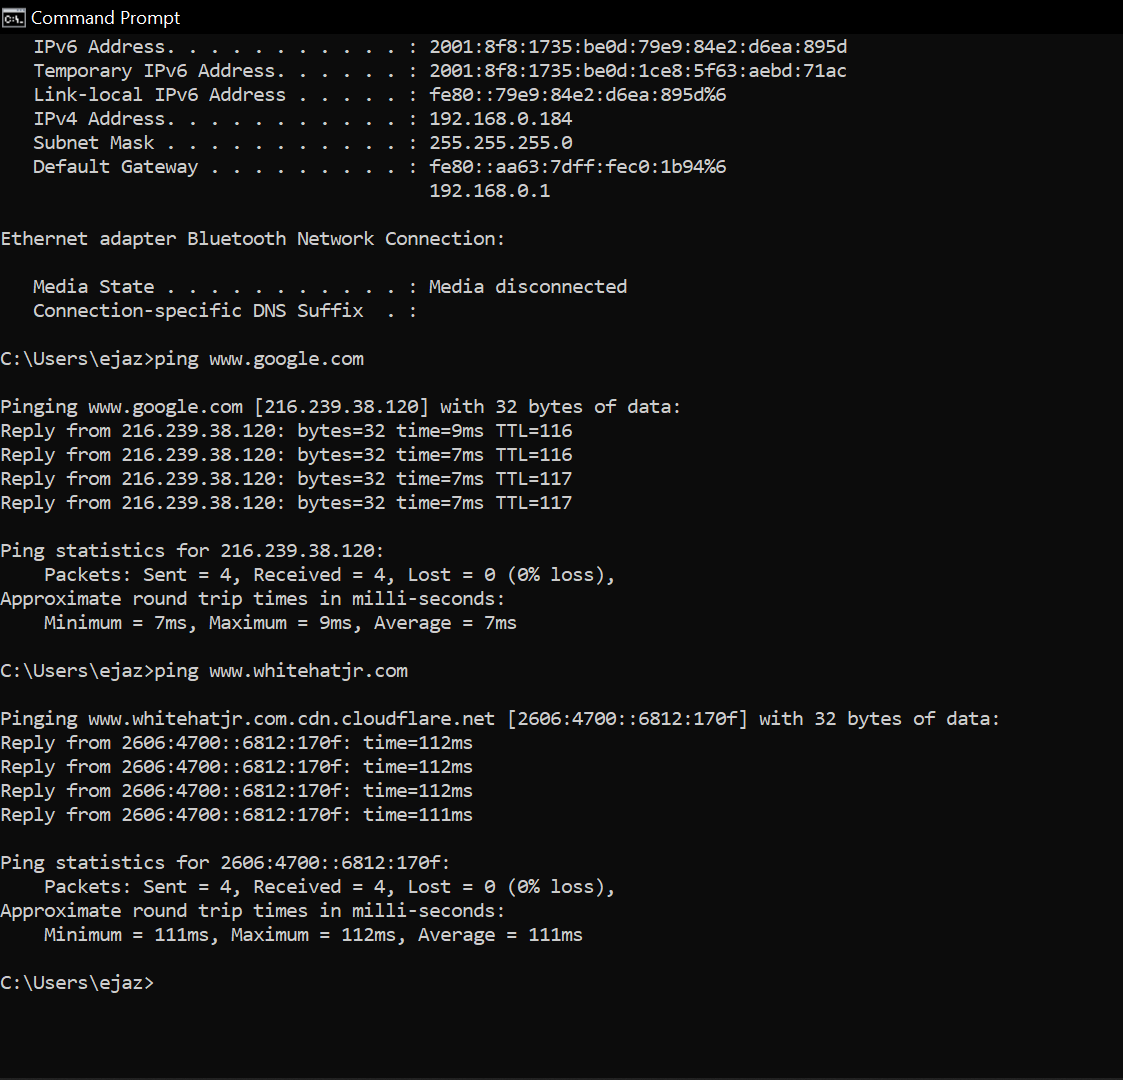 Command Prompt
IPv6 Address. . . . . . . . . . . : 2001:8f8:1735:be0d:79e9:84e2:d6ea:895d
Temporary IPv6 Address. . . . . . : 2001:8f8:1735:be0d:1ce8:5f63:aebd:71ac
Link-local IPv6 Address . . . . . : fe80::79e9:84e2:d6ea:895d%6
IPv4 Address. . . . . . . . . . . : 192.168.0.184
Subnet Mask . . . . . . . . . . . : 255.255.255.0
Default Gateway . . . . . . . . . : fe80::aa63:7dff:fec0:1b94%6
192.168.0.1
Ethernet adapter Bluetooth Network Connection:
Media State . . . . . . . . . . . : Media disconnected
Connection-specific DNS Suffix  . :
C:\Users\ejaz>ping www.google.com
Pinging www.google.com [216.239.38.120] with 32 bytes of data:
Reply from 216.239.38.120: bytes=32 time=9ms TTL=116
Reply from 216.239.38.120: bytes=32 time=7ms TTL=116
Reply from 216.239.38.120: bytes=32 time=7ms TTL=117
Reply from 216.239.38.120: bytes=32 time=7ms TTL=117
Ping statistics for 216.239.38.120:
Packets: Sent = 4, Received = 4, Lost = 0 (0% loss),
Approximate round trip times in milli-seconds:
Minimum = 7ms, Maximum = 9ms, Average = 7ms
C:\Users\ejaz>ping www.whitehatjr.com
Pinging www.whitehatjr.com.cdn.cloudflare.net [2606:4700::6812:170f] with 32 bytes of data:
Reply from 2606:4700::6812:170f: time=112ms
Reply from 2606:4700::6812:170f: time=112ms
Reply from 2606:4700::6812:170f: time=112ms
Reply from 2606:4700::6812:170f: time=111ms
Ping statistics for 2606:4700::6812:170f:
Packets: Sent = 4, Received = 4, Lost = 0 (0% loss),
Approximate round trip times in milli-seconds:
Minimum = 111ms, Maximum = 112ms, Average = 111ms
C:\Users\ejaz>